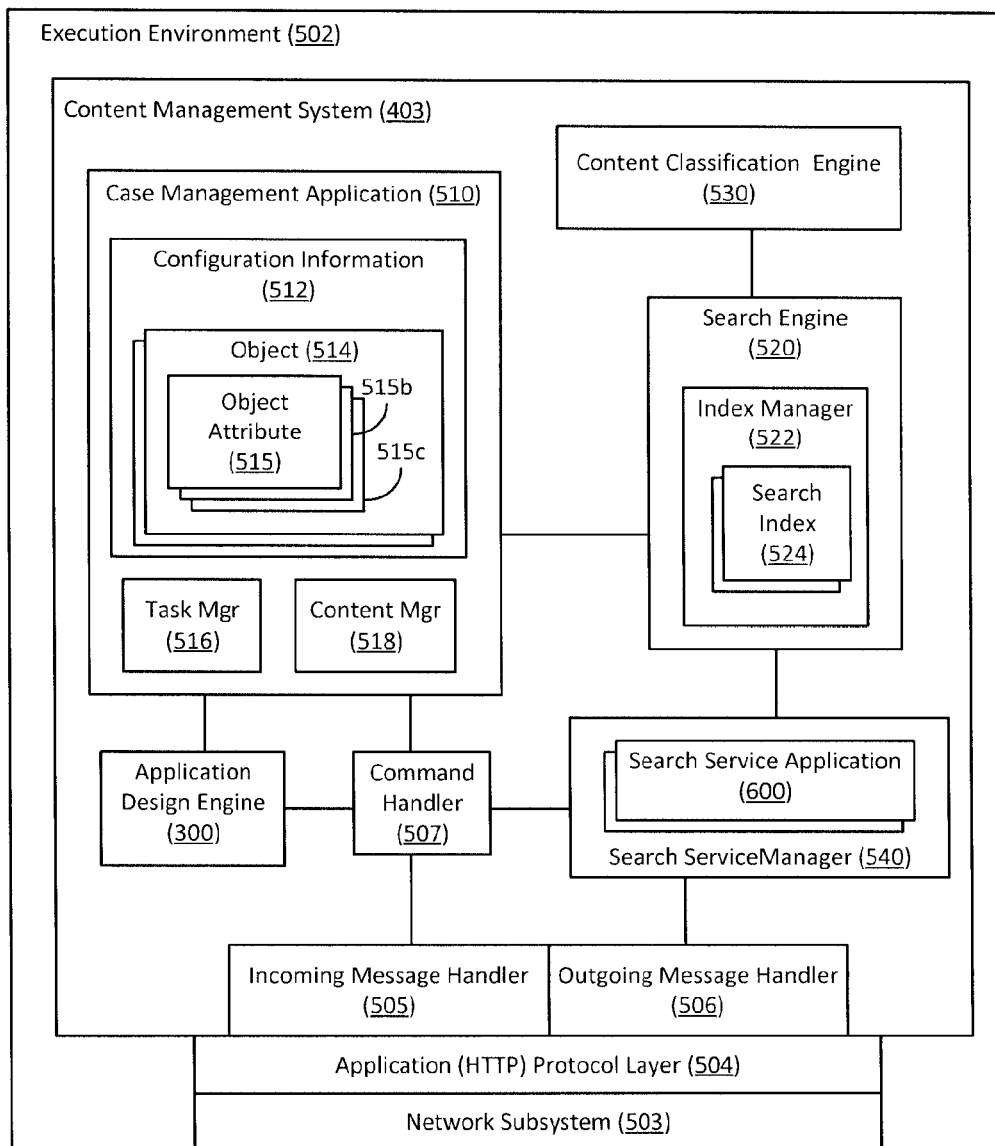 Execution Environment (502)
Content Management System (403)
Content Classification Engine
(530)
Case Management Application (510)
Configuration Information
(512)
Object (514)
515b
Object
Attribute
(515)
515c
Search Engine
(520)
Index Manager
(522)
Search
Index
(524)
Task Mgr
(516)
Content Mgr
(518)
Application
Design Engine
(300)
Command
Handler
(507)
Search Service Application
(600)
Search ServiceManager (540)
Incoming Message Handler
(505)
Outgoing Message Handler
(506)
Application (HTTP) Protocol Layer (504)
Network Subsystem (503)